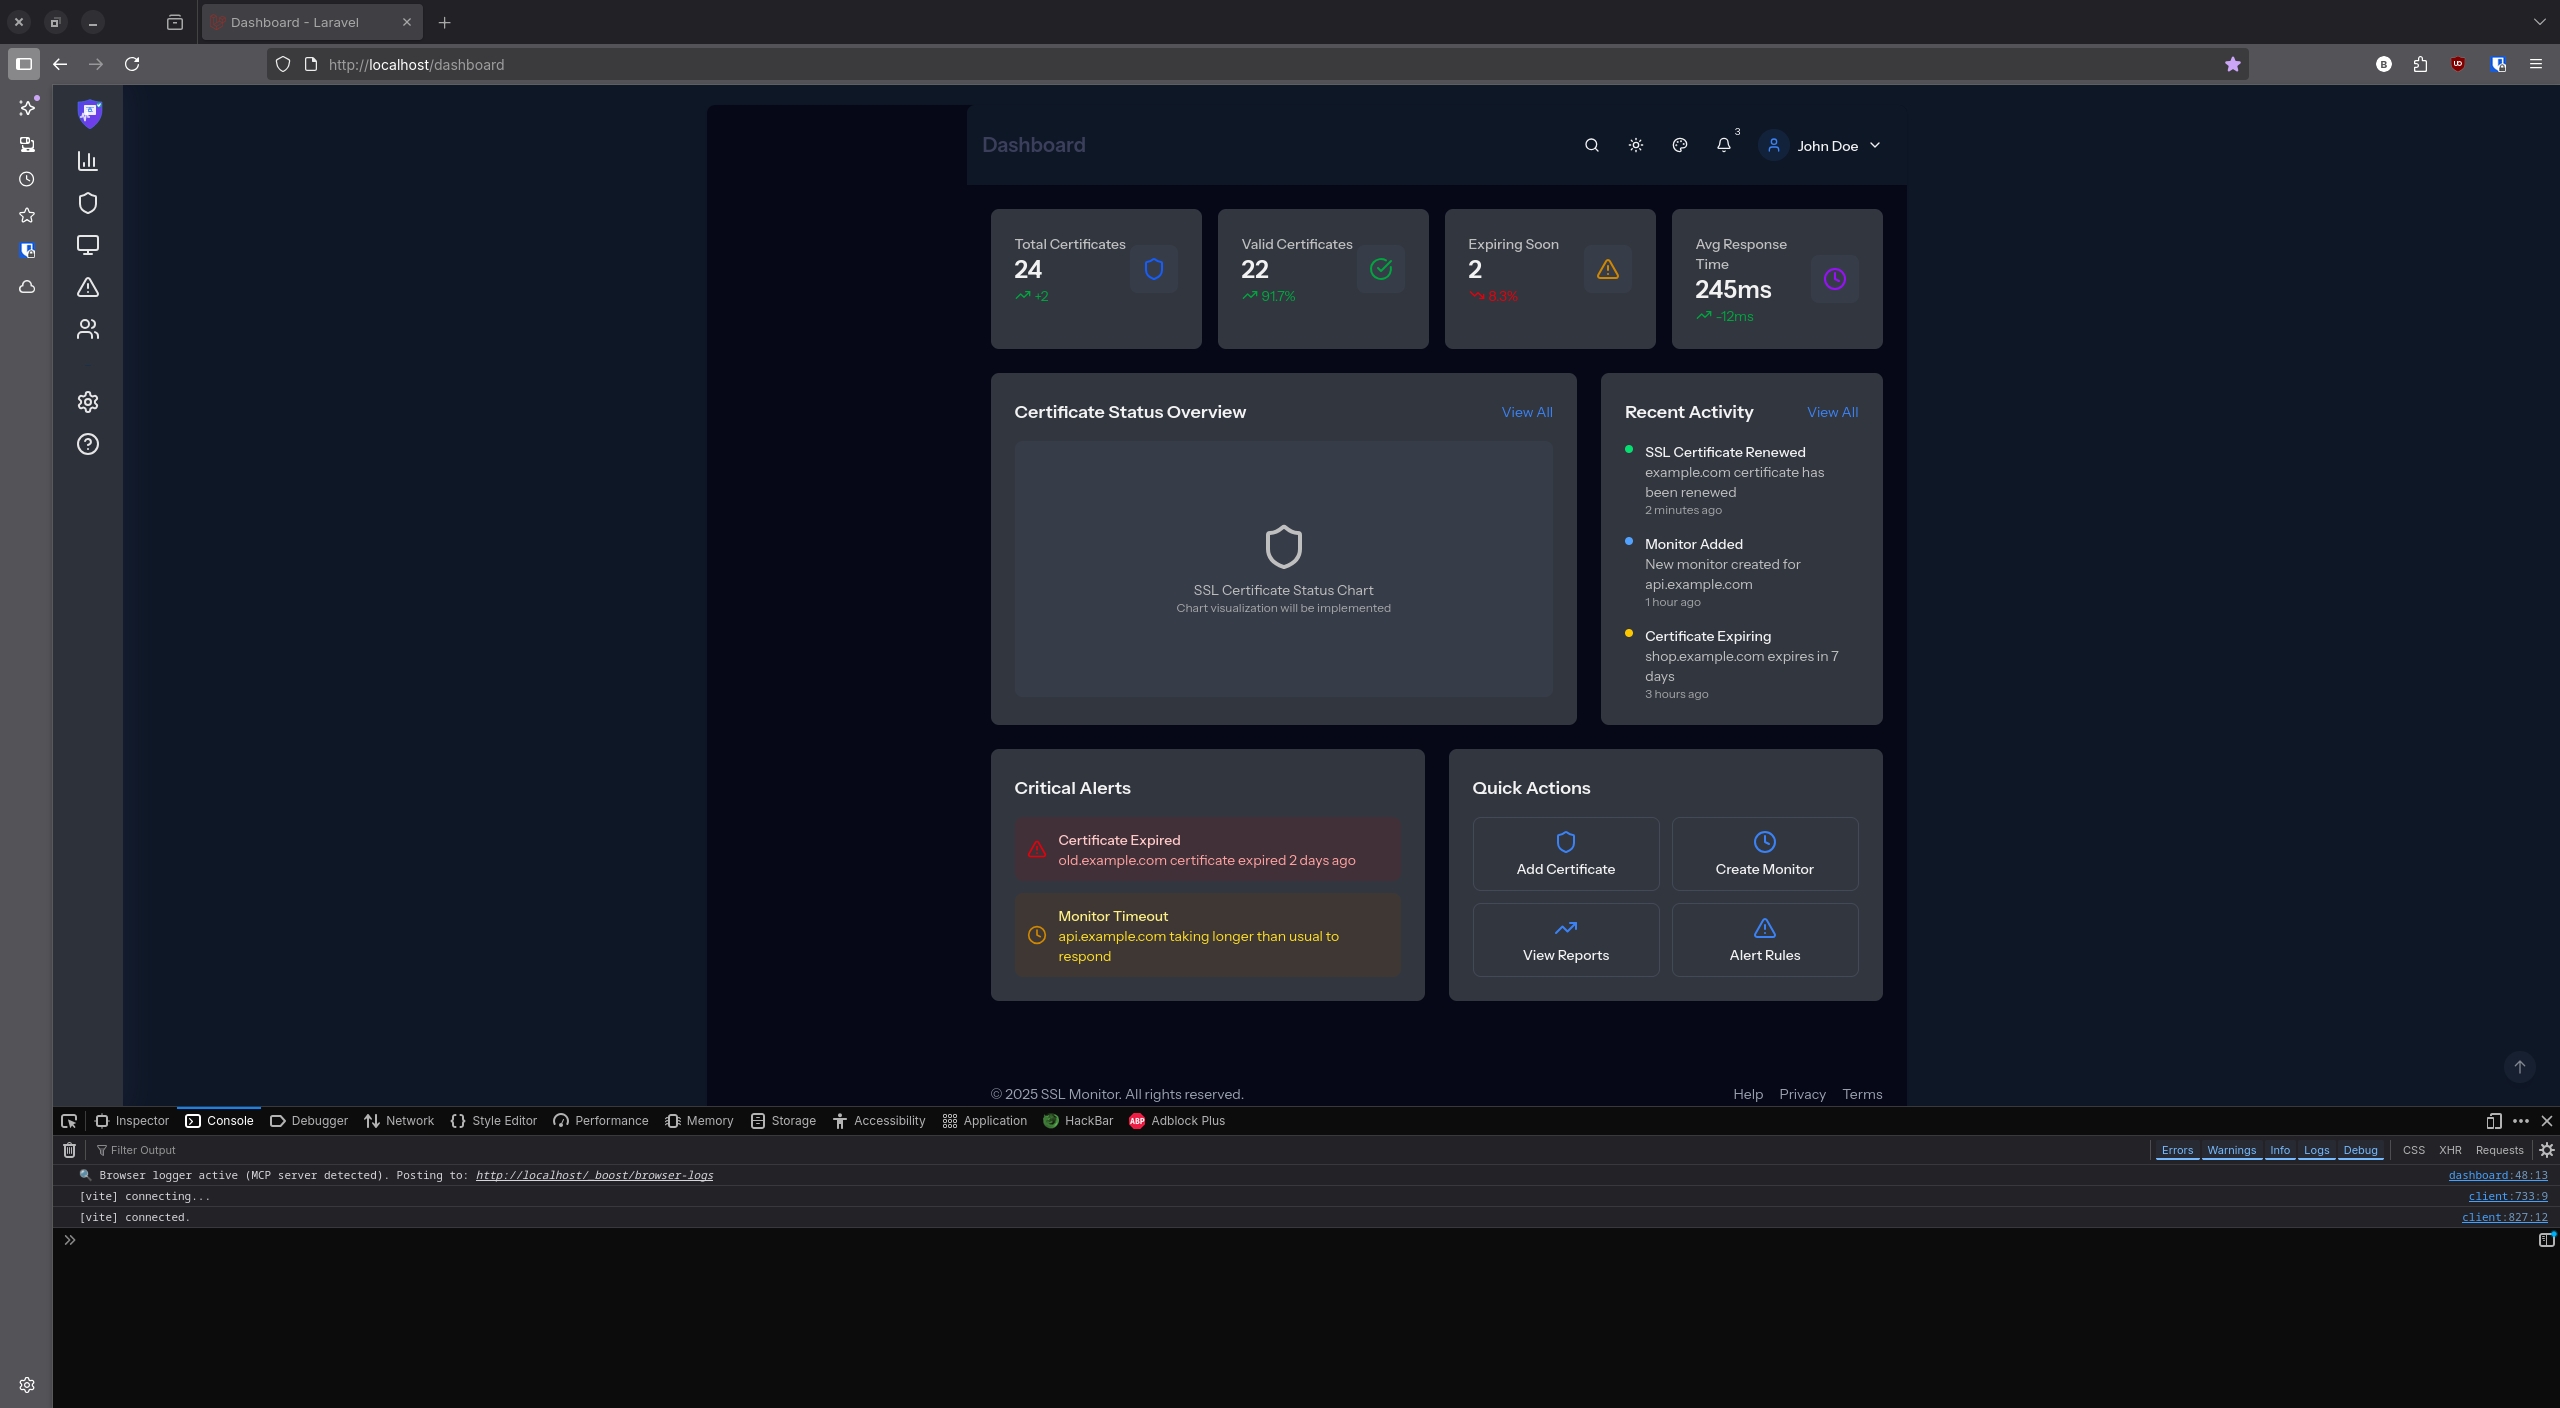 Dashboard - Laravel
http://localhost/dashboard
Dashboard
3
John Doe
Total Certificates
24
+2
Valid Certificates
22
91.7%
Expiring Soon
2
8.3%
Avg Response
Time
245ms
-12ms
Certificate Status Overview
View All
SSL Certificate Status Chart
Chart visualization will be implemented
Recent Activity
View All
SSL Certificate Renewed
example.com certificate has
been renewed
2 minutes ago
Monitor Added
New monitor created for
api.example.com
1 hour ago
Certificate Expiring
shop.example.com expires in 7
days
3 hours ago
Critical Alerts
Certificate Expired
old.example.com certificate expired 2 days ago
Monitor Timeout
api.example.com taking longer than usual to
respond
Quick Actions
Add Certificate
Create Monitor
View Reports
Alert Rules
© 2025 SSL Monitor. All rights reserved.
Help Privacy Terms
Inspector Console Debugger Network Style Editor Performance Memory Storage Accessibility Application HackBar ABP Adblock Plus
Filter Output
Errors Warnings Info Logs Debug CSS XHR Requests
Browser logger active (MCP server detected). Posting to: http://localhost/_boost/browser-logs dashboard:48:13
[vite] connecting... client:733:9
[vite] connected. client:827:12